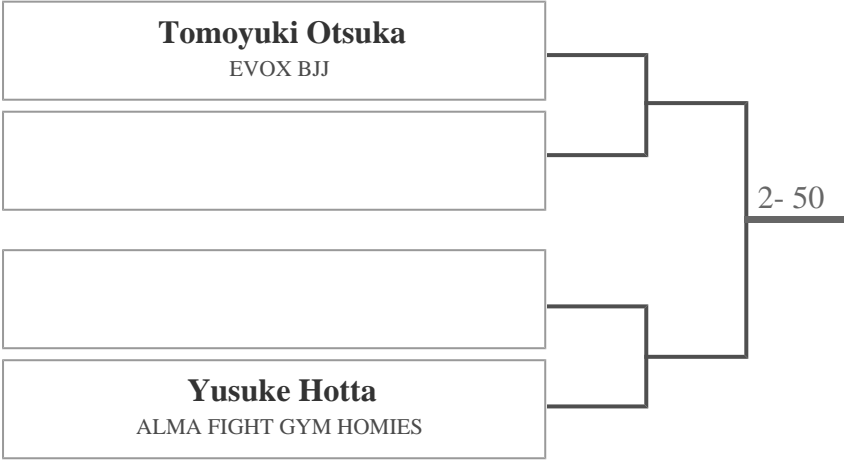 Tomoyuki Otsuka
EVOX BJJ
2- 50
Yusuke Hotta
ALMA FIGHT GYM HOMIES